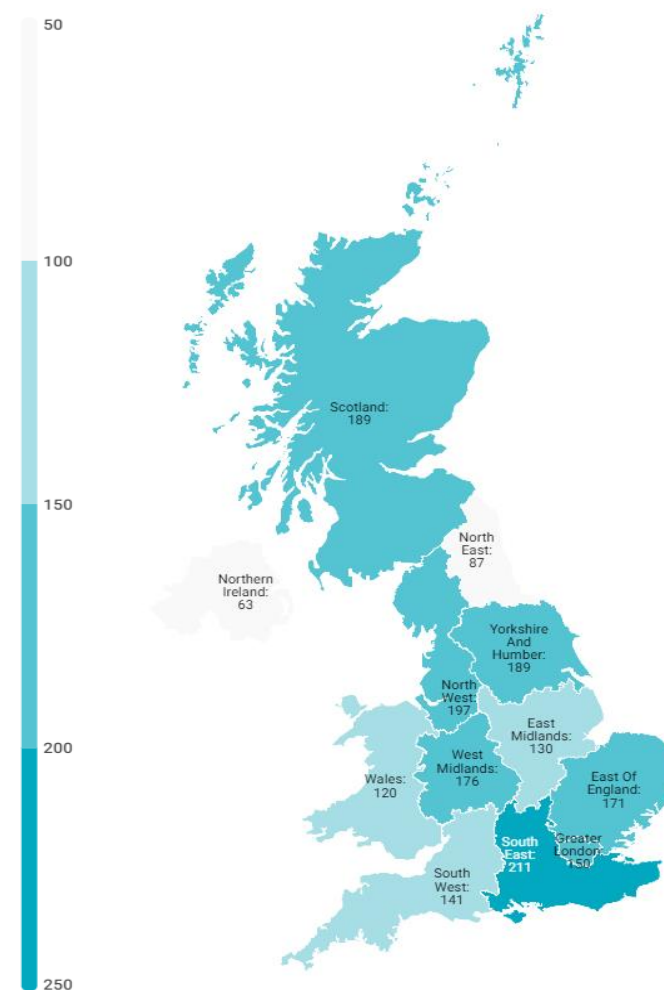 50
100
150
200
250
Scotland:
189
North
East:
87
Northern
Ireland:
63
Yorkshire
And
Humber:
189
North
West:
197
East
Midlands:
130
West
Midlands:
176
Wales:
120
East Of
England:
171
Greater
London:
150
South
East:
211
South
West:
141